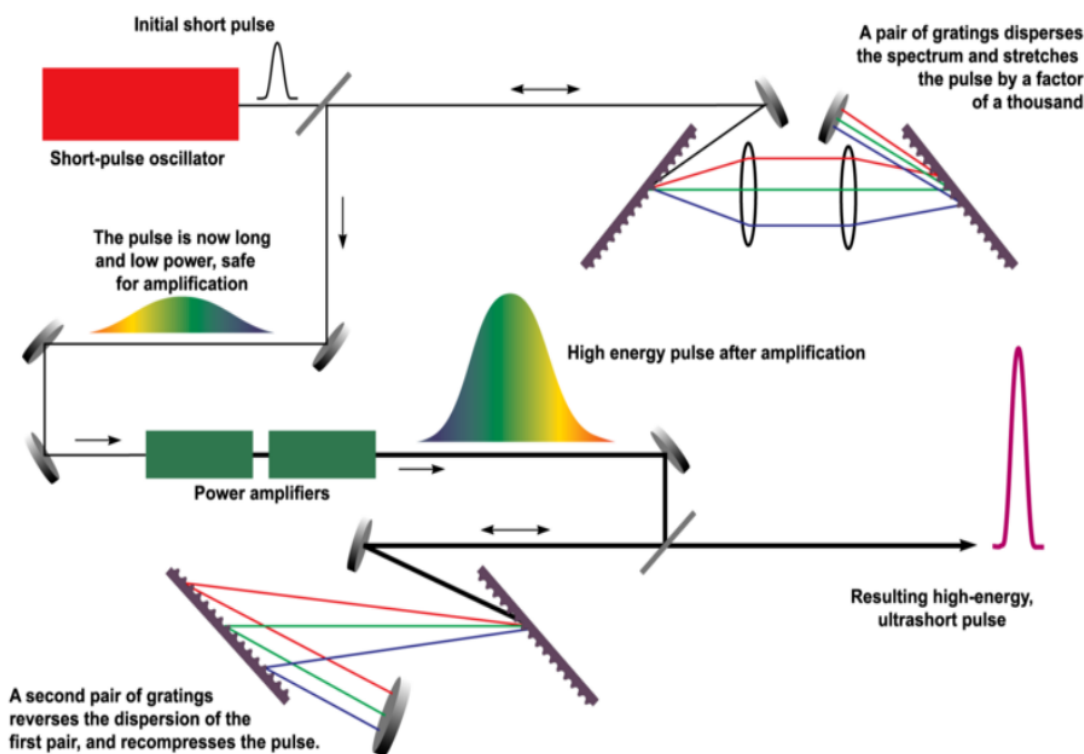 Initial short pulse
A pair of gratings disperses
the spectrum and stretches
the pulse by a factor
of a thousand
Short-pulse oscillator
The pulse is now long
and low power, safe
for amplification
High energy pulse after amplification
Power amplifiers
Resulting high-energy,
ultrashort pulse
A second pair of gratings
reverses the dispersion of the
first pair, and recompresses the pulse.